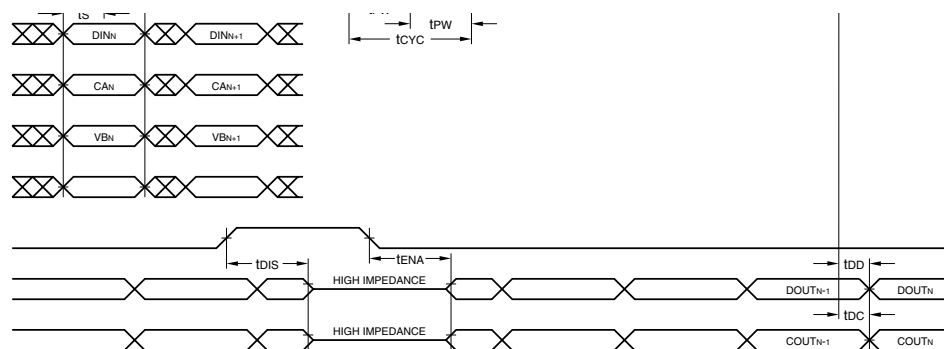 tS
tPW
DINN
DINN+1
tCYC
CAN
CAN+1
VBN
VBN+1
tDIS
tENA
HIGH IMPEDANCE
tDD
DOUTN-1
DOUTN
tDC
HIGH IMPEDANCE
COUTN-1
COUTN